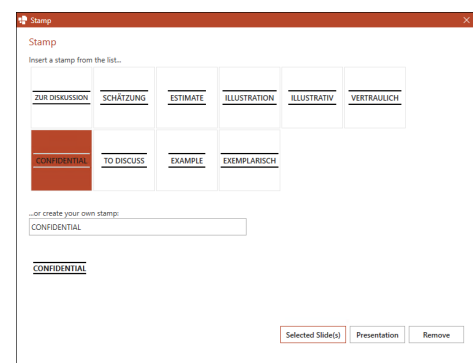 Stamp
Stamp
Insert a stamp from the list...
ZUR DISKUSSION SCHÄTZUNG ESTIMATE ILLUSTRATION ILLUSTRATIV VERTRAULICH
CONFIDENTIAL TO DISCUSS EXAMPLE EXEMPLARISCH
...or create your own stamp:
CONFIDENTIAL
CONFIDENTIAL
Selected Slide(s) Presentation Remove